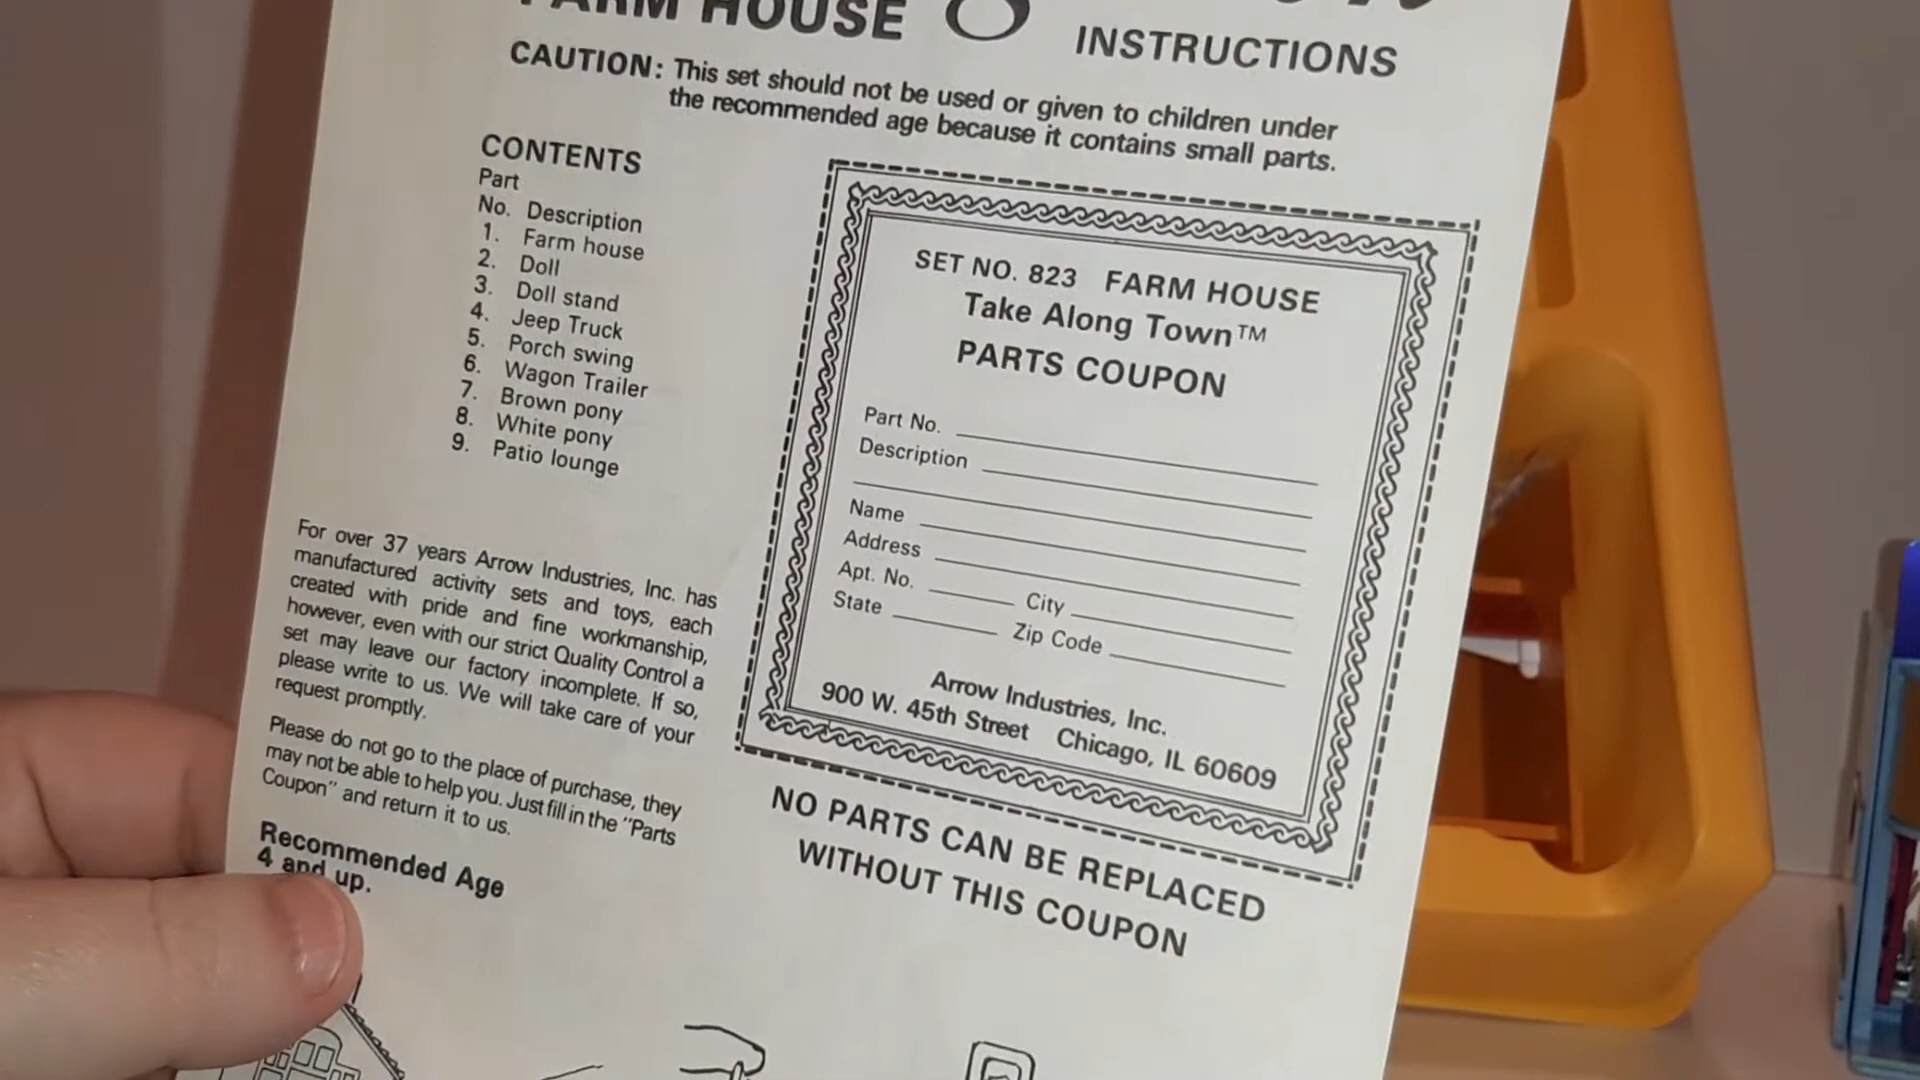 FARM HOUSE
INSTRUCTIONS
CAUTION: This set should not be used or given to children under
the recommended age because it contains small parts.
CONTENTS
Part
No. Description
1. Farm house
2. Doll
3. Doll stand
4. Jeep Truck
5. Porch swing
6. Wagon Trailer
7. Brown pony
8. White pony
9. Patio lounge
For over 37 years Arrow Industries, Inc. has
manufactured activity sets and toys, each
created with pride and fine workmanship,
however, even with our strict Quality Control a
set may leave our factory incomplete. If so,
please write to us. We will take care of your
request promptly.
Please do not go to the place of purchase, they
may not be able to help you. Just fill in the "Parts
Coupon" and return it to us.
Recommended Age
4 and up.
SET NO. 823 FARM HOUSE
Take Along Town™
PARTS COUPON
Part No.
Description
Name
Address
Apt. No. City
State Zip Code
Arrow Industries, Inc.
900 W. 45th Street Chicago, IL 60609
NO PARTS CAN BE REPLACED
WITHOUT THIS COUPON